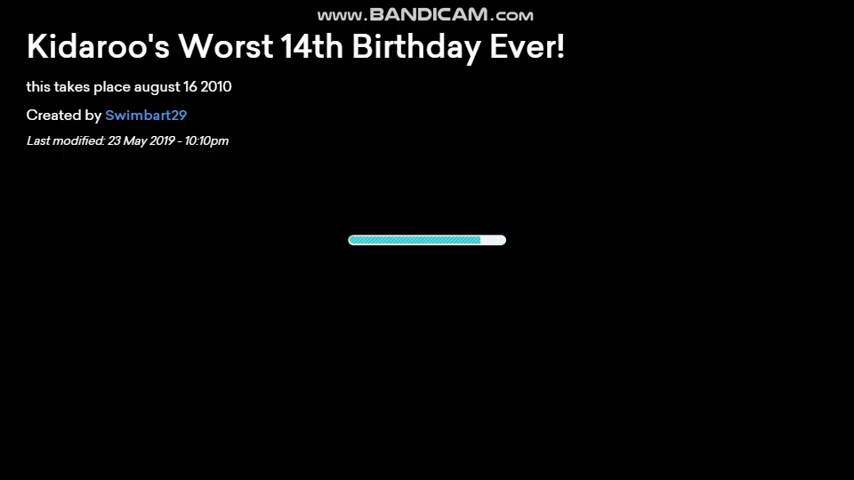 www.BANDICAM.com
Kidaroo's Worst 14th Birthday Ever!
this takes place august 16 2010
Created by Swimbart29
Last modified: 23 May 2019 - 10:10pm